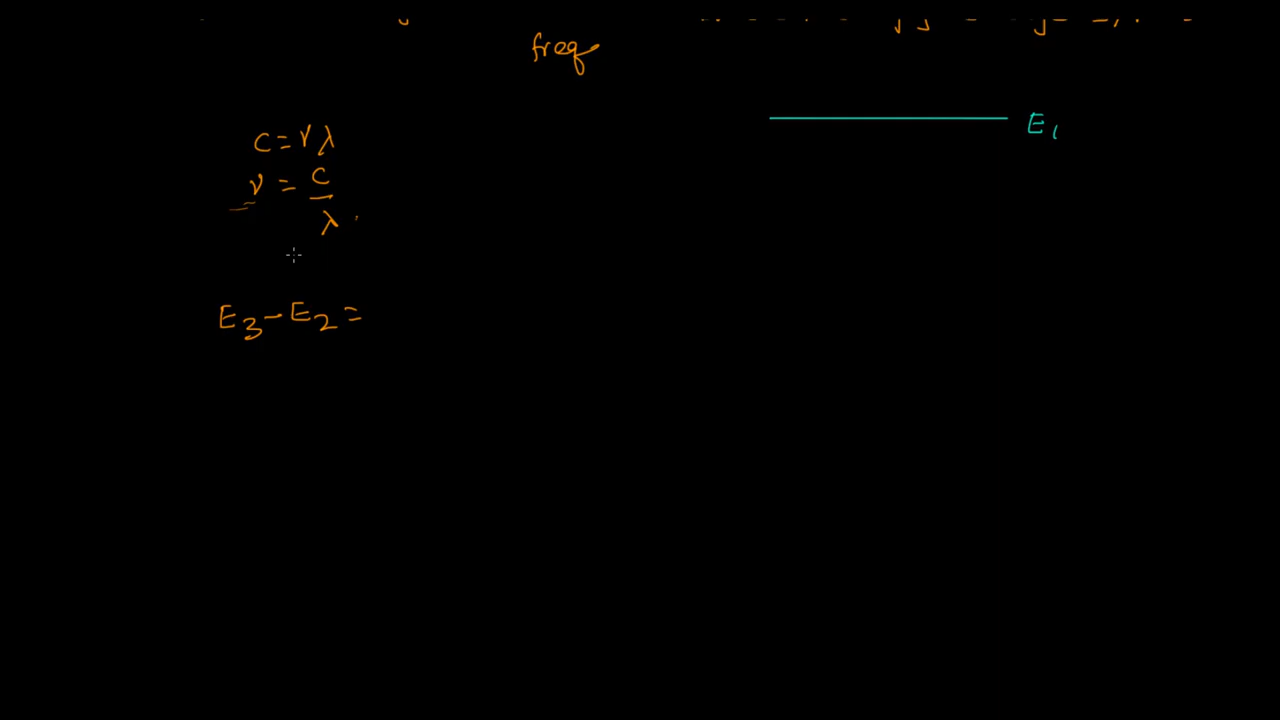 freq
E1
C = νλ
ν = C
λ
E3 - E2 =